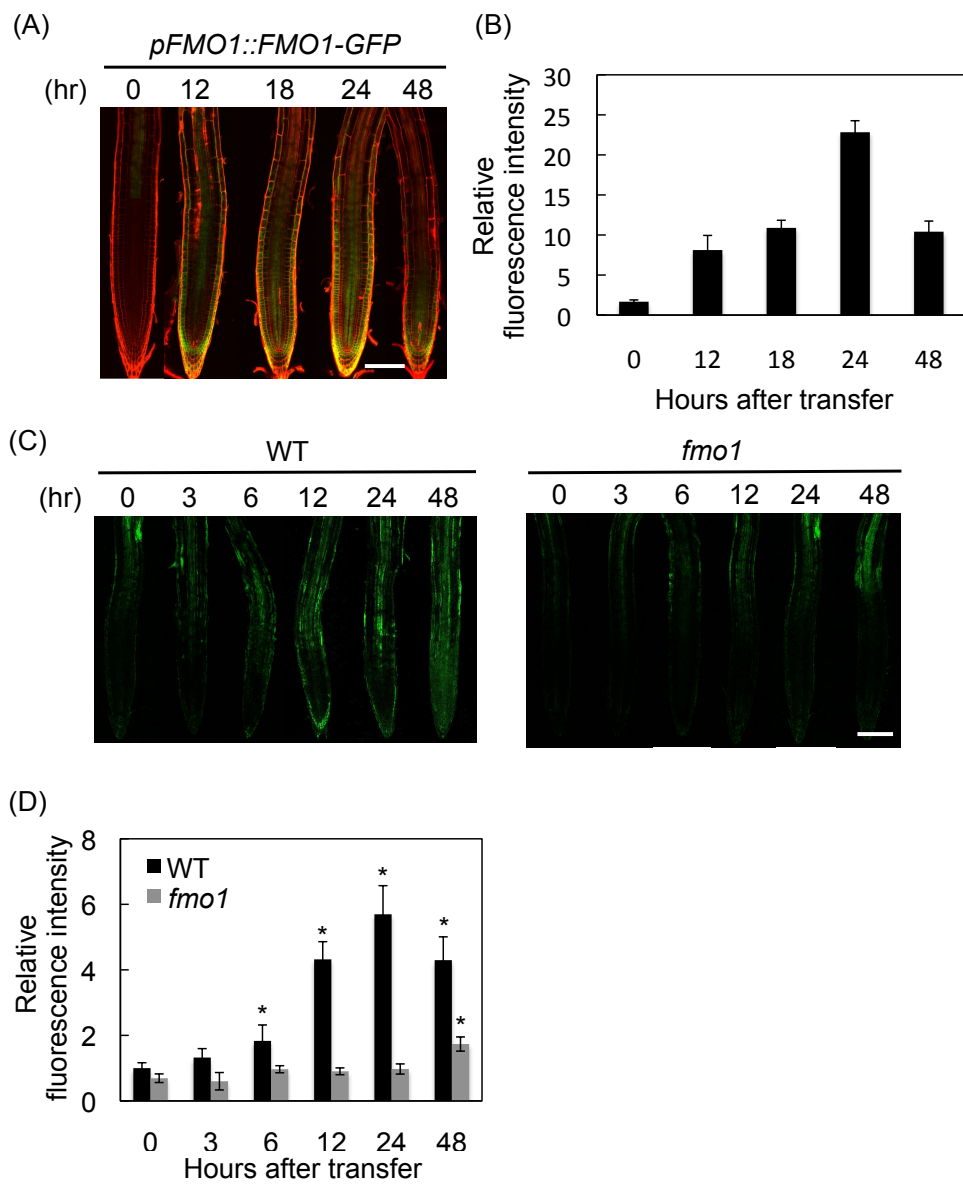 (A)
pFMO1::FMO1-GFP
(hr) 0 12 18 24 48
(B)
Relative
fluorescence intensity
30
25
20
15
10
5
0
0 12 18 24 48
Hours after transfer
(C)
WT
(hr) 0 3 6 12 24 48
fmo1
0 3 6 12 24 48
(D)
Relative
fluorescence intensity
8
6
4
2
0
WT
fmo1
* * * * *
0 3 6 12 24 48
Hours after transfer